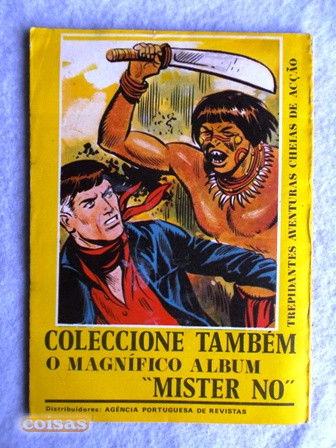 TREPIDANTES AVENTURAS CHEIAS DE ACÇÃO
COLECCIONE TAMBÉM
O MAGNÍFICO ALBUM
"MISTER NO"
Distribuidores: AGÊNCIA PORTUGUESA DE REVISTAS
coisas